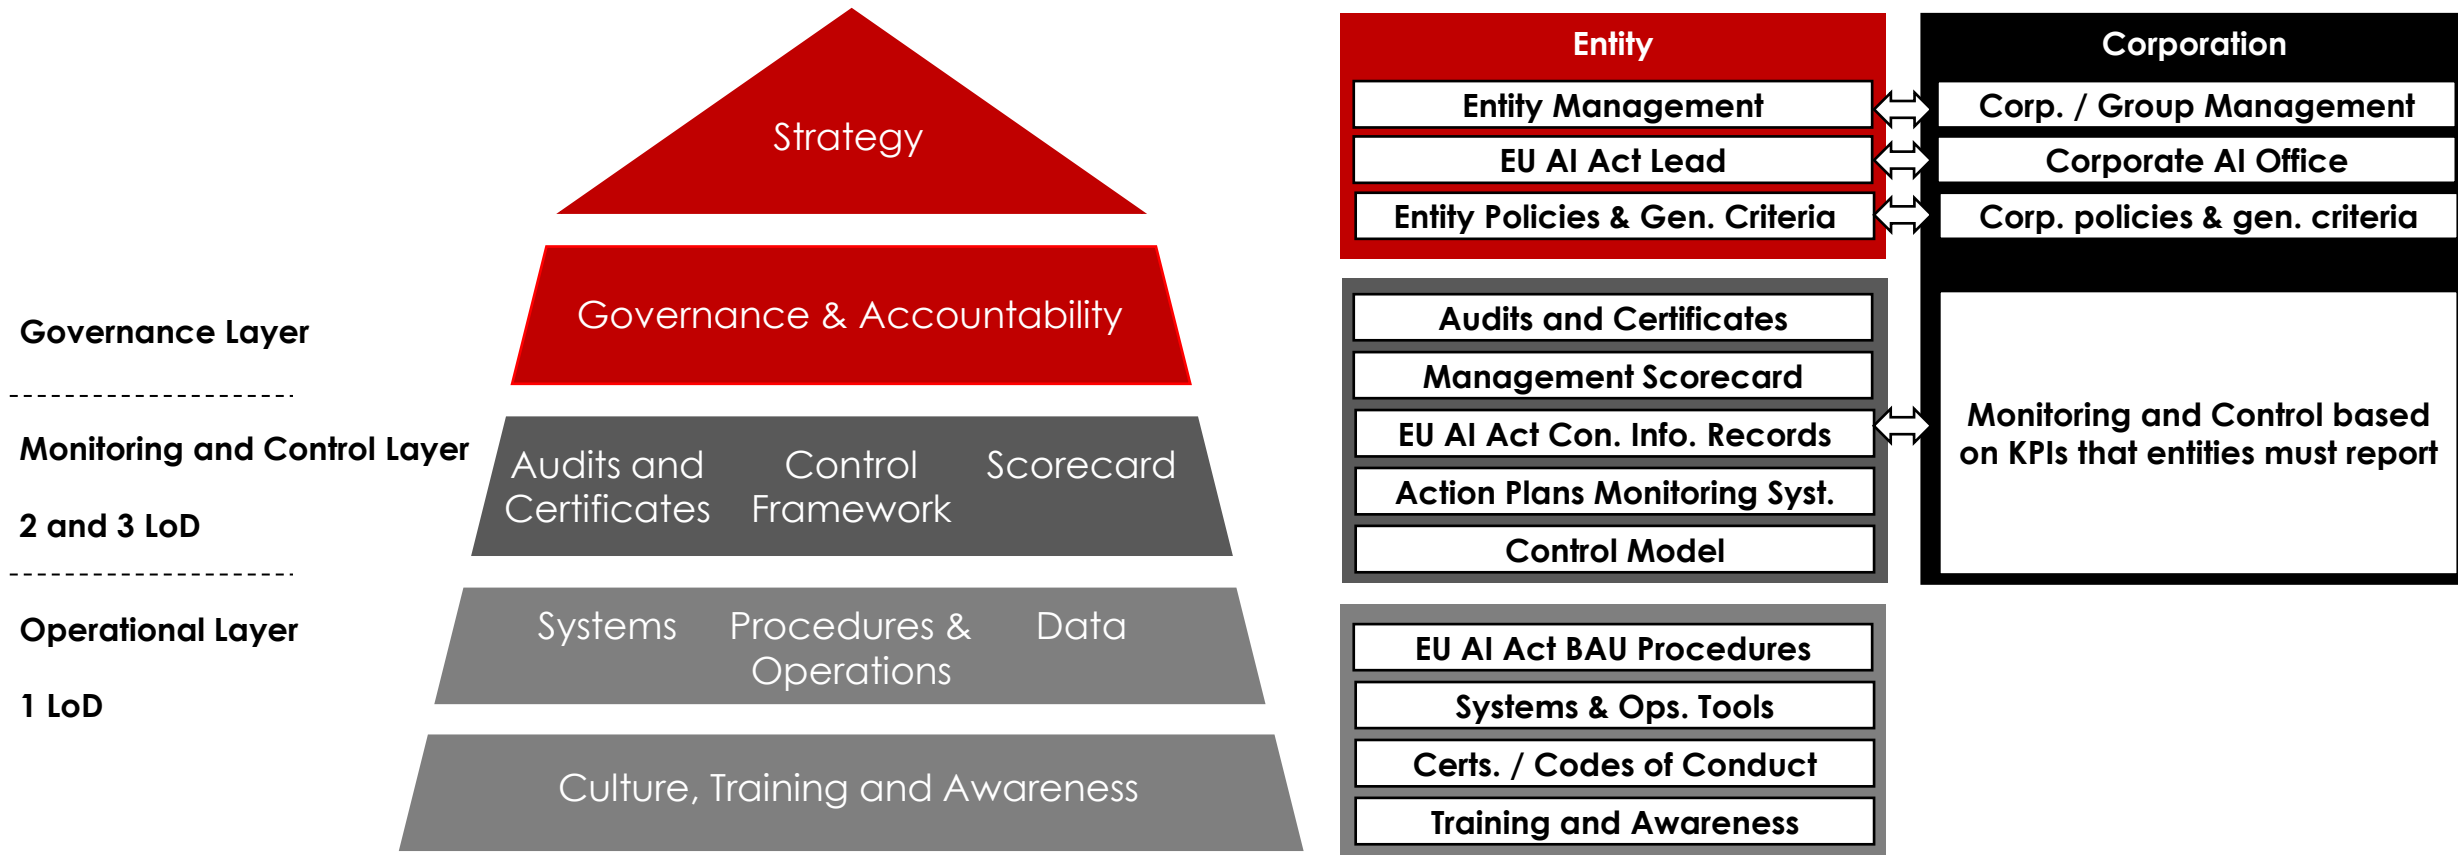 Strategy
Governance & Accountability
Governance Layer
Monitoring and Control Layer
2 and 3 LoD
Audits and
Certificates
Control
Framework
Scorecard
Operational Layer
1 LoD
Systems
Procedures &
Operations
Data
Culture, Training and Awareness
Entity
Entity Management
EU AI Act Lead
Entity Policies & Gen. Criteria
Audits and Certificates
Management Scorecard
EU AI Act Con. Info. Records
Action Plans Monitoring Syst.
Control Model
EU AI Act BAU Procedures
Systems & Ops. Tools
Certs. / Codes of Conduct
Training and Awareness
Corporation
Corp. / Group Management
Corporate AI Office
Corp. policies & gen. criteria
Monitoring and Control based
on KPIs that entities must report